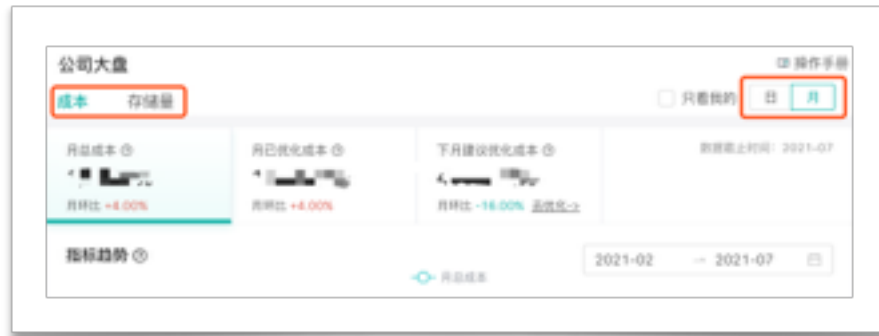 公司大盘
操作手册
成本 存储量
只看我的 日 月
月总成本
月已优化成本
下月建议优化成本
数据截止时间：2021-07
月环比 +4.00%
月环比 +4.00%
月环比 -16.00% 去优化->
指标趋势
2021-02 → 2021-07
月总成本